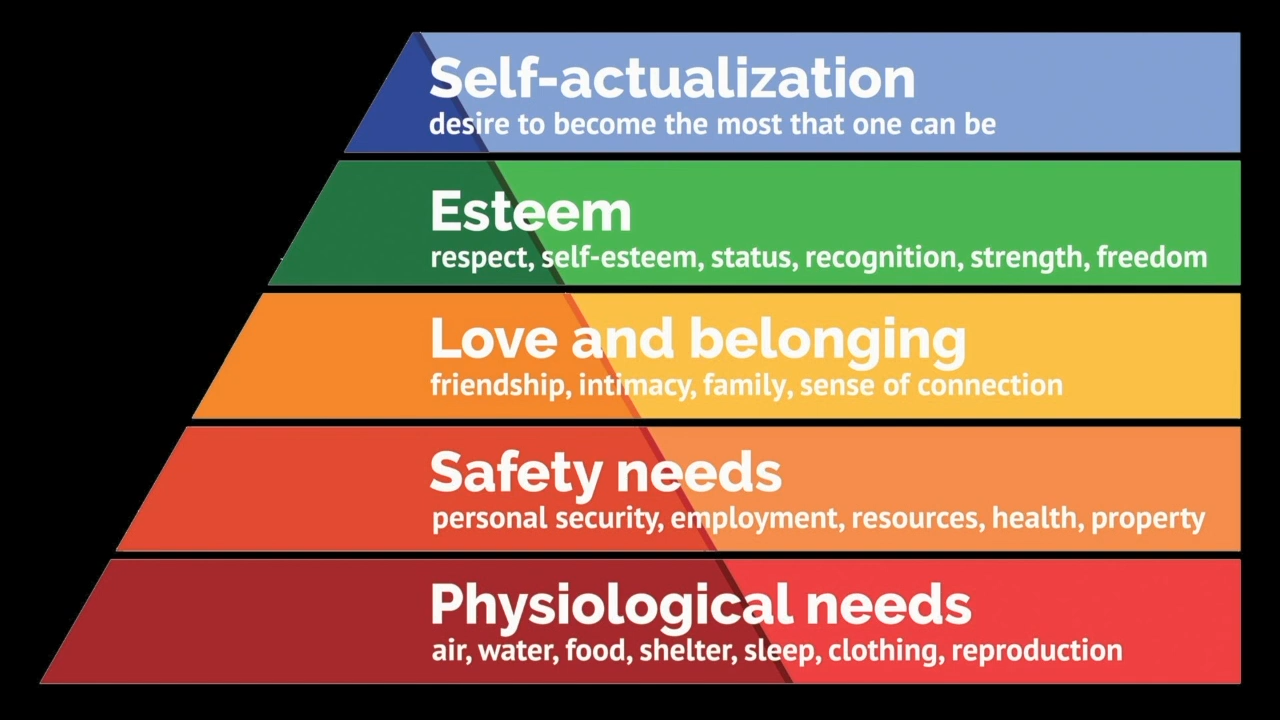 Self-actualization
desire to become the most that one can be
Esteem
respect, self-esteem, status, recognition, strength, freedom
Love and belonging
friendship, intimacy, family, sense of connection
Safety needs
personal security, employment, resources, health, property
Physiological needs
air, water, food, shelter, sleep, clothing, reproduction